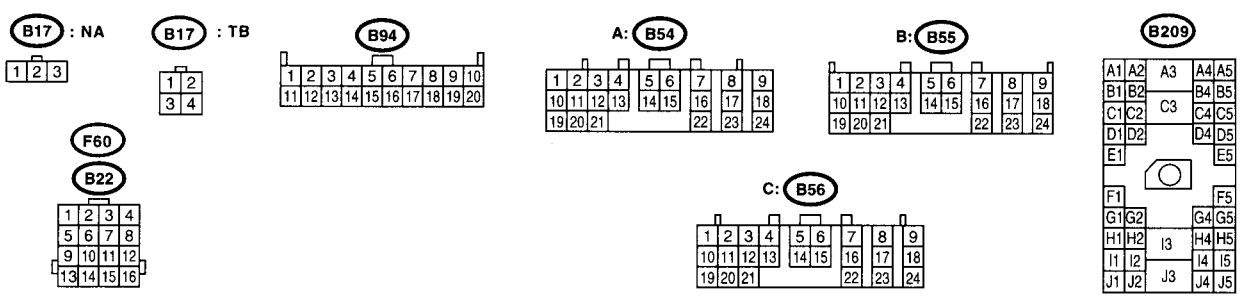 B17 : NA
1 2 3
B17 : TB
1 2
3 4
B94
1 2 3 4 5 6 7 8 9 10
11 12 13 14 15 16 17 18 19 20
A: B54
1 2 3 4 5 6 7 8 9
10 11 12 13 14 15 16 17 18
19 20 21 22 23 24
B: B55
1 2 3 4 5 6 7 8 9
10 11 12 13 14 15 16 17 18
19 20 21 22 23 24
B209
A1 A2 A3 A4 A5
B1 B2 B4 B5
C1 C2 C3 C4 C5
D1 D2 D4 D5
E1 E5
F1 F5
G1 G2 G4 G5
H1 H2 I3 H4 H5
I1 I2 I4 I5
J1 J2 J3 J4 J5
F60
B22
1 2 3 4
5 6 7 8
9 10 11 12
13 14 15 16
C: B56
1 2 3 4 5 6 7 8 9
10 11 12 13 14 15 16 17 18
19 20 21 22 23 24